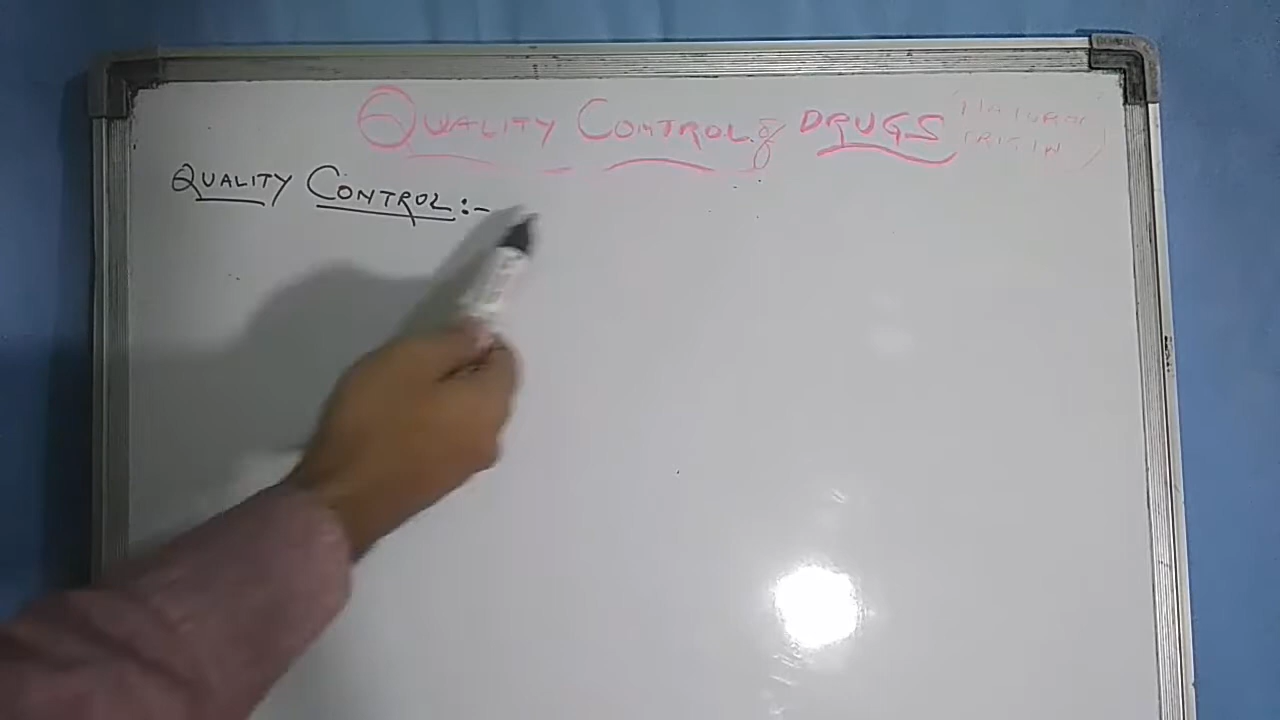 QUALITY CONTROL of DRUGS (NATURAL
ORIGIN)
QUALITY CONTROL:-